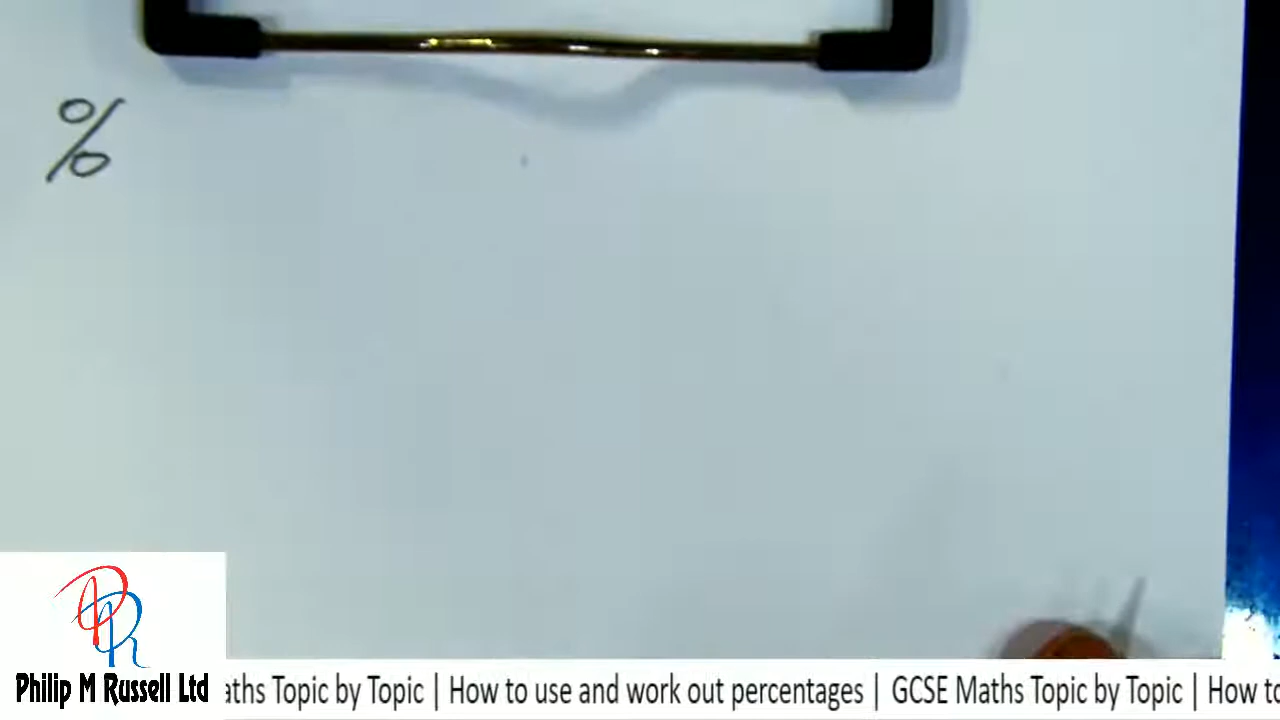 %
Philip M Russell Ltd
aths Topic by Topic | How to use and work out percentages | GCSE Maths Topic by Topic | How to